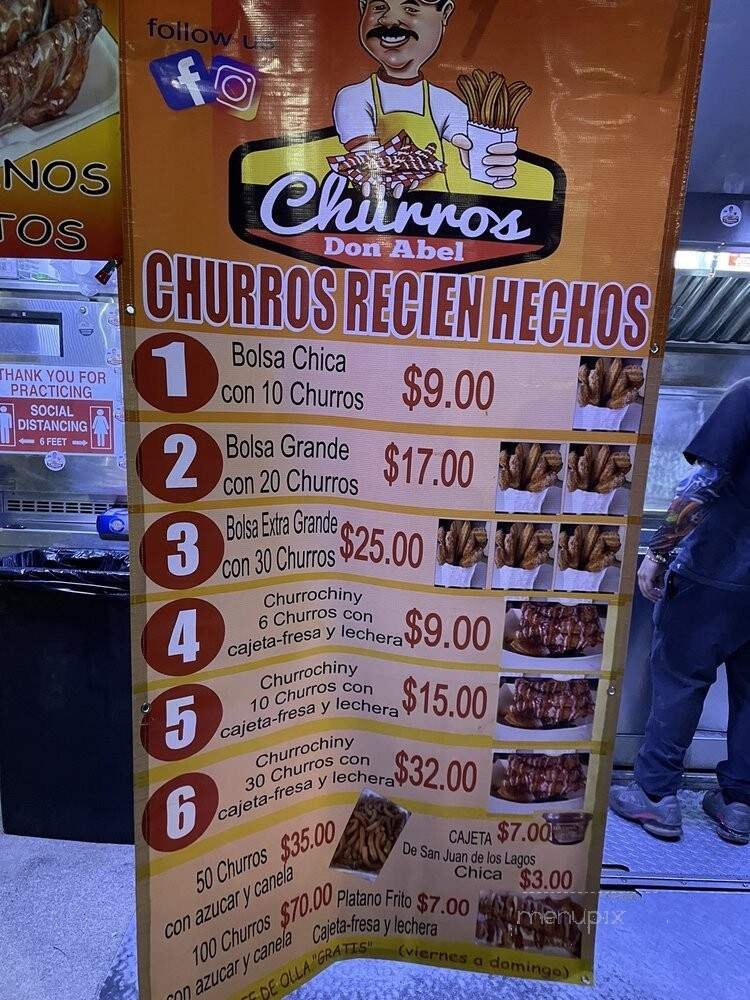 follow us
NOS
TOS
Churros
Don Abel
CHURROS RECIEN HECHOS
THANK YOU FOR
PRACTICING
SOCIAL
DISTANCING
6 FEET
1 Bolsa Chica
con 10 Churros $9.00
2 Bolsa Grande
con 20 Churros $17.00
3 Bolsa Extra Grande
con 30 Churros $25.00
4 Churrochiny
6 Churros con
cajeta-fresa y lechera $9.00
5 Churrochiny
10 Churros con
cajeta-fresa y lechera $15.00
6 Churrochiny
30 Churros con
cajeta-fresa y lechera $32.00
50 Churros $35.00
con azucar y canela
100 Churros $70.00
con azucar y canela
CAJETA $7.00
De San Juan de los Lagos
Chica $3.00
Platano Frito $7.00
Cajeta-fresa y lechera
DE OLLA "GRATIS" (viernes a domingo)
menupix